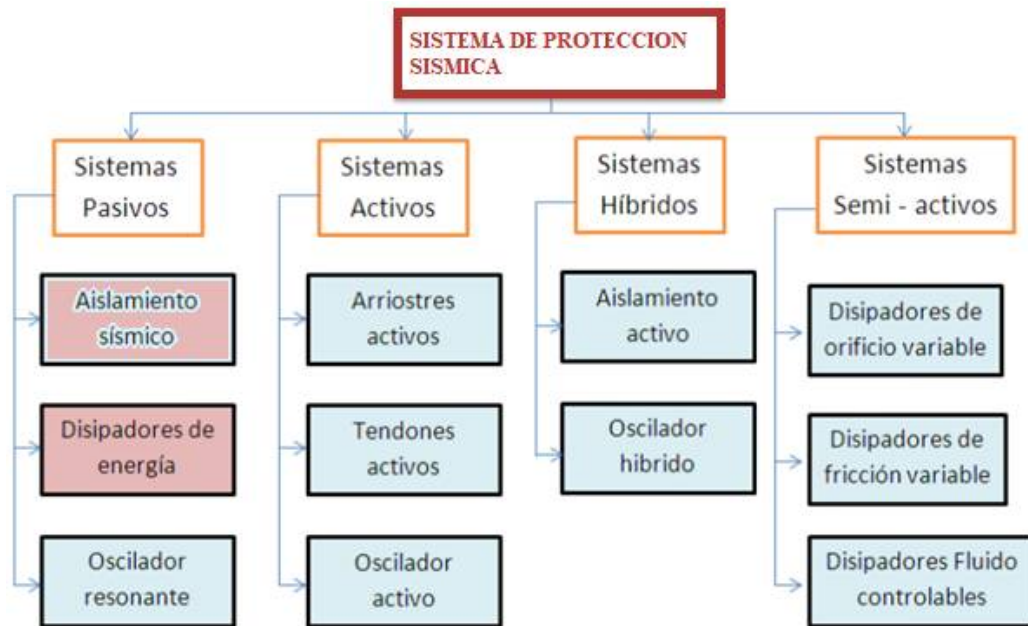 SISTEMA DE PROTECCION
SISMICA
Sistemas
Pasivos
Aislamiento
sísmico
Disipadores de
energía
Oscilador
resonante
Sistemas
Activos
Arriostres
activos
Tendones
activos
Oscilador
activo
Sistemas
Híbridos
Aislamiento
activo
Oscilador
hibrido
Sistemas
Semi - activos
Disipadores de
orificio variable
Disipadores de
fricción variable
Disipadores Fluido
controlables